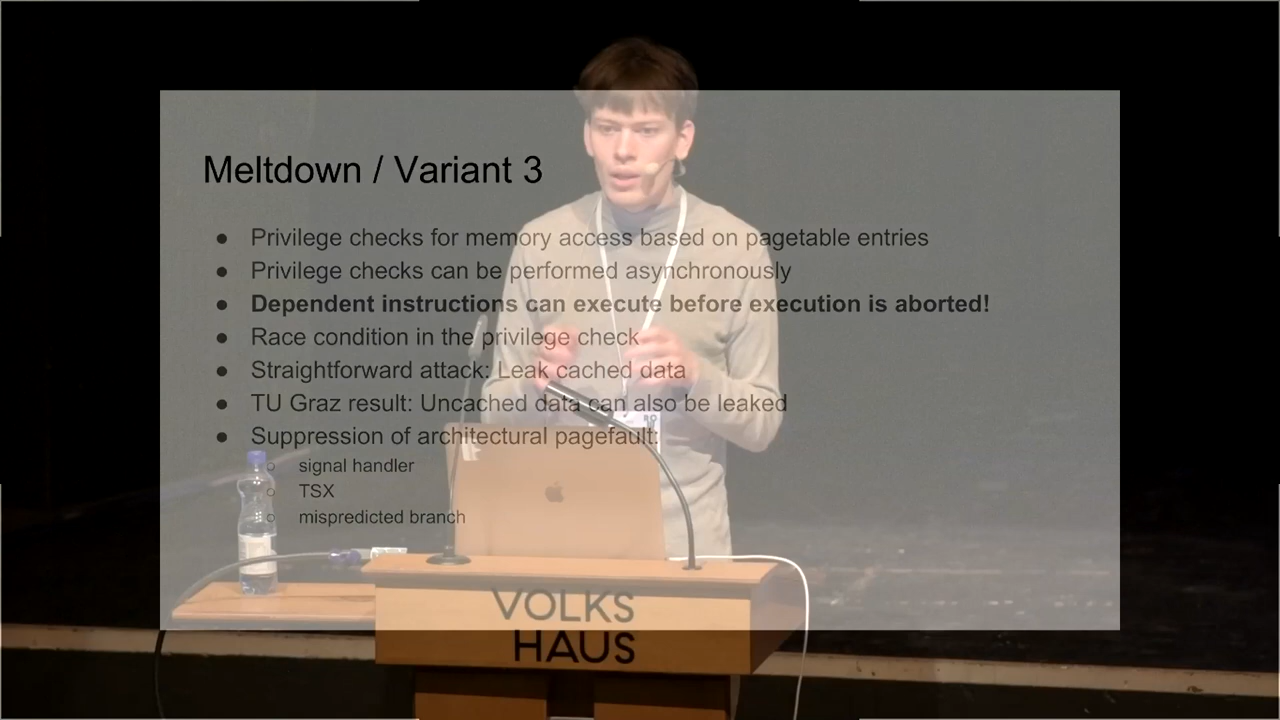 Meltdown / Variant 3
● Privilege checks for memory access based on pagetable entries
● Privilege checks can be performed asynchronously
● Dependent instructions can execute before execution is aborted!
● Race condition in the privilege check
● Straightforward attack: Leak cached data
● TU Graz result: Uncached data can also be leaked
● Suppression of architectural pagefault:
○ signal handler
○ TSX
○ mispredicted branch
VOLKS
HAUS